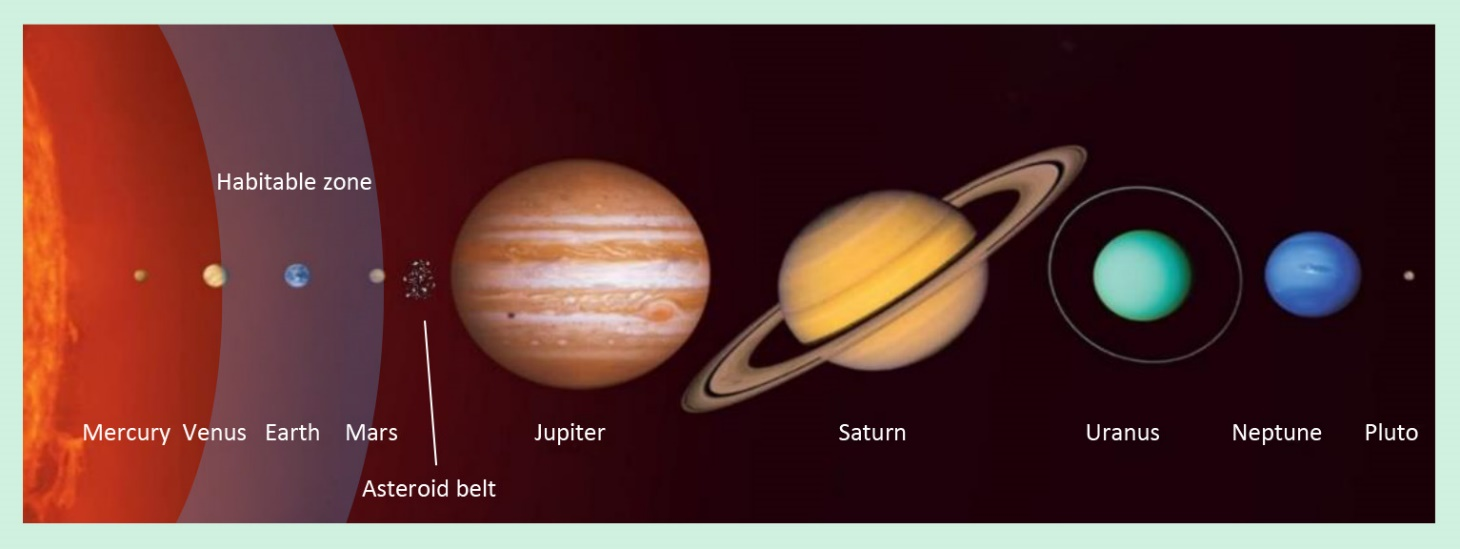 Habitable zone
Mercury Venus Earth Mars Jupiter Saturn Uranus Neptune Pluto
Asteroid belt